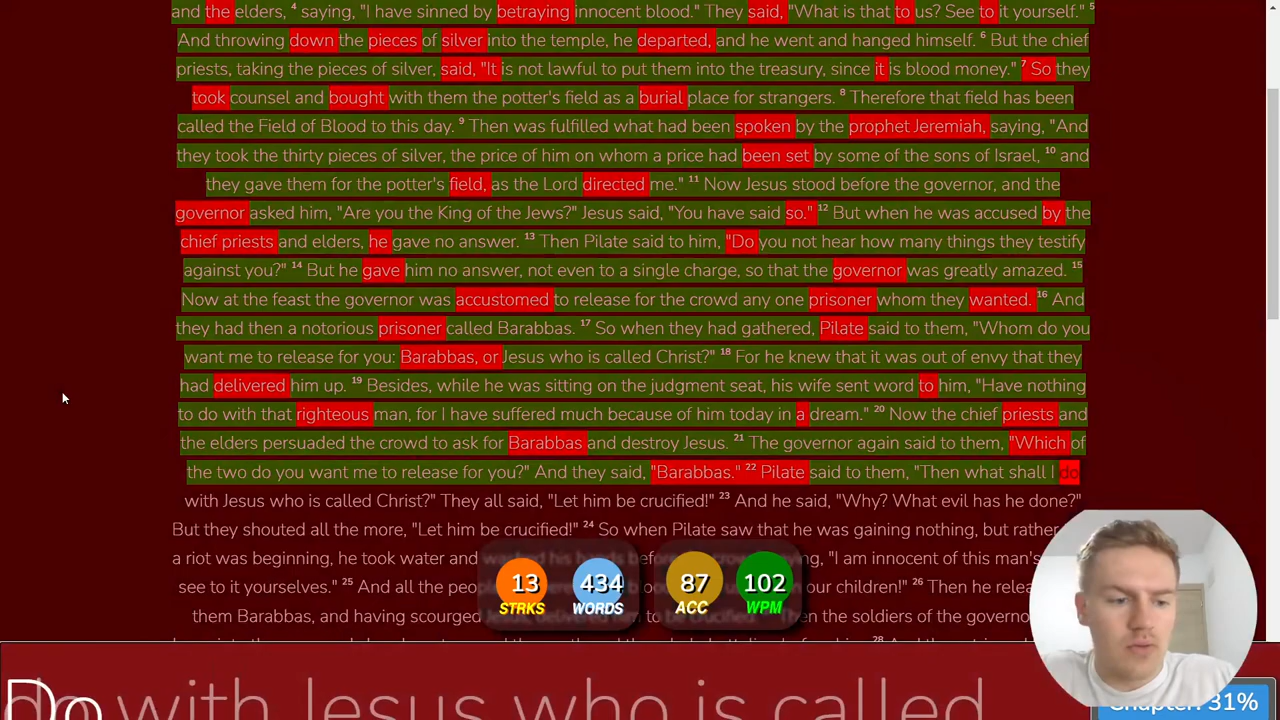 and the elders, 4 saying, "I have sinned by betraying innocent blood." They said, "What is that to us? See to it yourself." 5
And throwing down the pieces of silver into the temple, he departed, and he went and hanged himself. 6 But the chief
priests, taking the pieces of silver, said, "It is not lawful to put them into the treasury, since it is blood money." 7 So they
took counsel and bought with them the potter's field as a burial place for strangers. 8 Therefore that field has been
called the Field of Blood to this day. 9 Then was fulfilled what had been spoken by the prophet Jeremiah, saying, "And
they took the thirty pieces of silver, the price of him on whom a price had been set by some of the sons of Israel, 10 and
they gave them for the potter's field, as the Lord directed me." 11 Now Jesus stood before the governor, and the
governor asked him, "Are you the King of the Jews?" Jesus said, "You have said so." 12 But when he was accused by the
chief priests and elders, he gave no answer. 13 Then Pilate said to him, "Do you not hear how many things they testify
against you?" 14 But he gave him no answer, not even to a single charge, so that the governor was greatly amazed. 15
Now at the feast the governor was accustomed to release for the crowd any one prisoner whom they wanted. 16 And
they had then a notorious prisoner called Barabbas. 17 So when they had gathered, Pilate said to them, "Whom do you
want me to release for you: Barabbas, or Jesus who is called Christ?" 18 For he knew that it was out of envy that they
had delivered him up. 19 Besides, while he was sitting on the judgment seat, his wife sent word to him, "Have nothing
to do with that righteous man, for I have suffered much because of him today in a dream." 20 Now the chief priests and
the elders persuaded the crowd to ask for Barabbas and destroy Jesus. 21 The governor again said to them, "Which of
the two do you want me to release for you?" And they said, "Barabbas." 22 Pilate said to them, "Then what shall I do
with Jesus who is called Christ?" They all said, "Let him be crucified!" 23 And he said, "Why? What evil has he done?"
But they shouted all the more, "Let him be crucified!" 24 So when Pilate saw that he was gaining nothing, but rather
a riot was beginning, he took water and washed his hands before "I am innocent of this man's
see to it yourselves." 25 And all the our children!" 26 Then he
them Barabbas, and having scourged Then the soldiers of the
13 434 87 102
STRKS WORDS ACC WPM
Do
do with Jesus who is called
Chapter: 31%